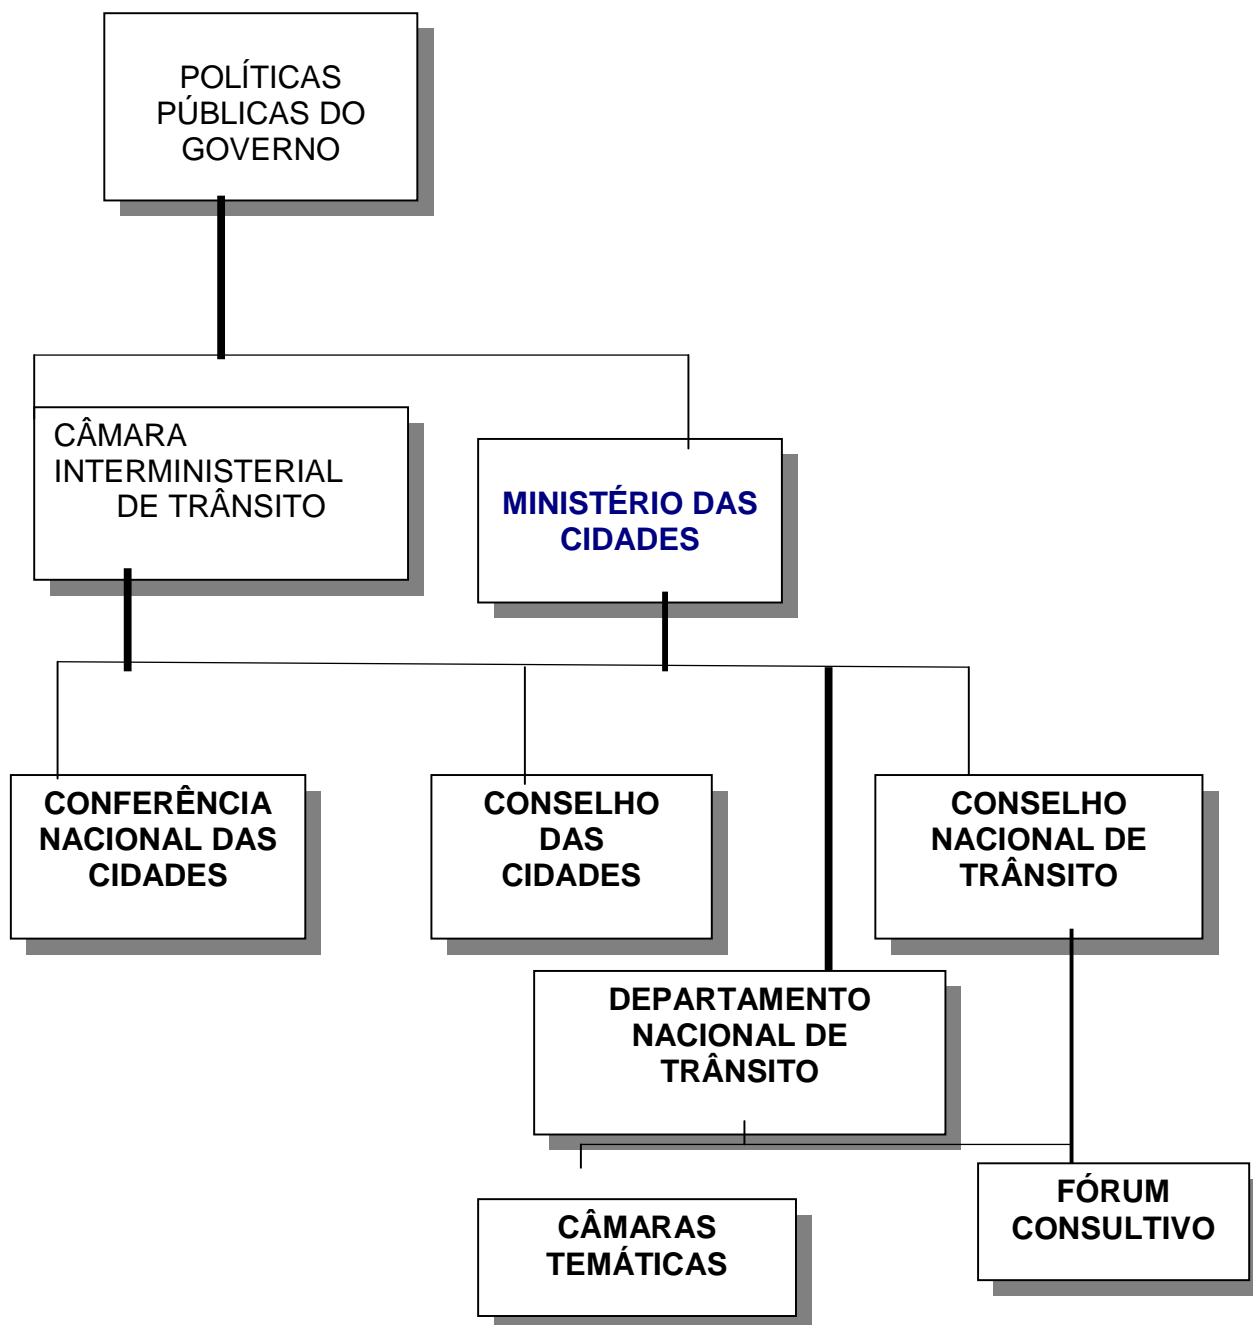 POLÍTICAS
PÚBLICAS DO
GOVERNO
CÂMARA
INTERMINISTERIAL
DE TRÂNSITO
MINISTÉRIO DAS
CIDADES
CONFERÊNCIA
NACIONAL DAS
CIDADES
CONSELHO
DAS
CIDADES
CONSELHO
NACIONAL DE
TRÂNSITO
DEPARTAMENTO
NACIONAL DE
TRÂNSITO
CÂMARAS
TEMÁTICAS
FÓRUM
CONSULTIVO